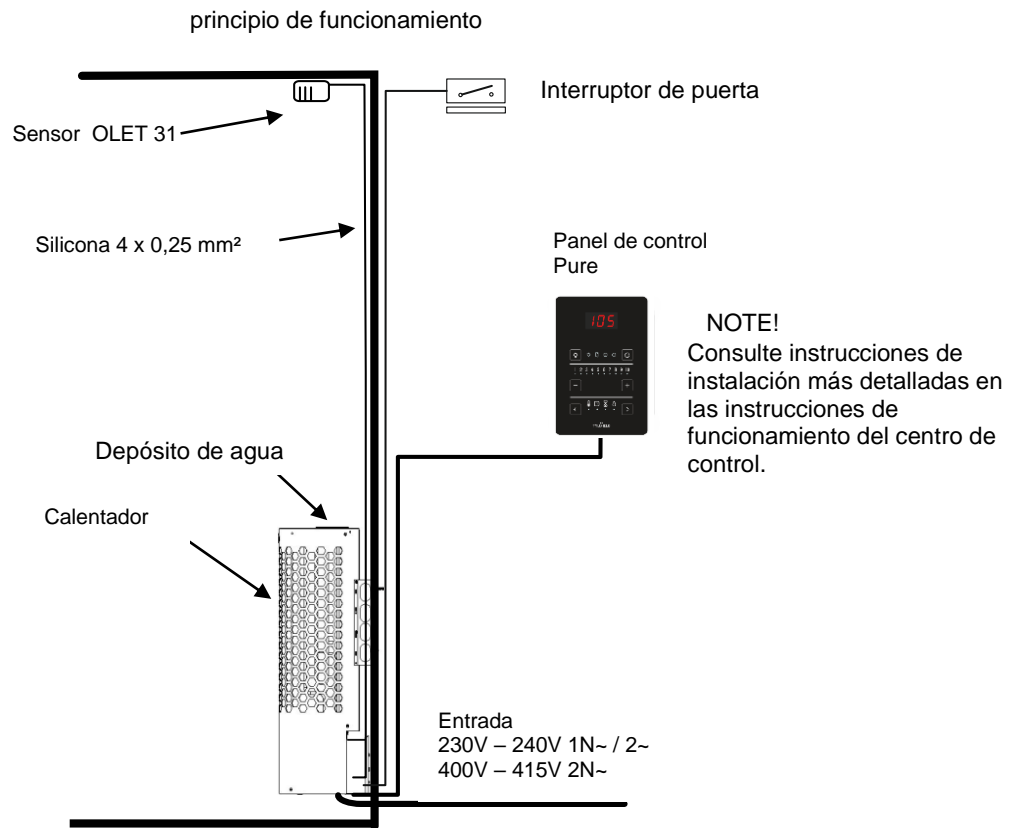 principio de funcionamiento
Interruptor de puerta
Sensor OLET 31
Silicona 4 x 0,25 mm²
Panel de control
Pure
105
NOTE!
Consulte instrucciones de
instalación más detalladas en
las instrucciones de
funcionamiento del centro de
control.
Depósito de agua
Calentador
Entrada
230V – 240V 1N~ / 2~
400V – 415V 2N~